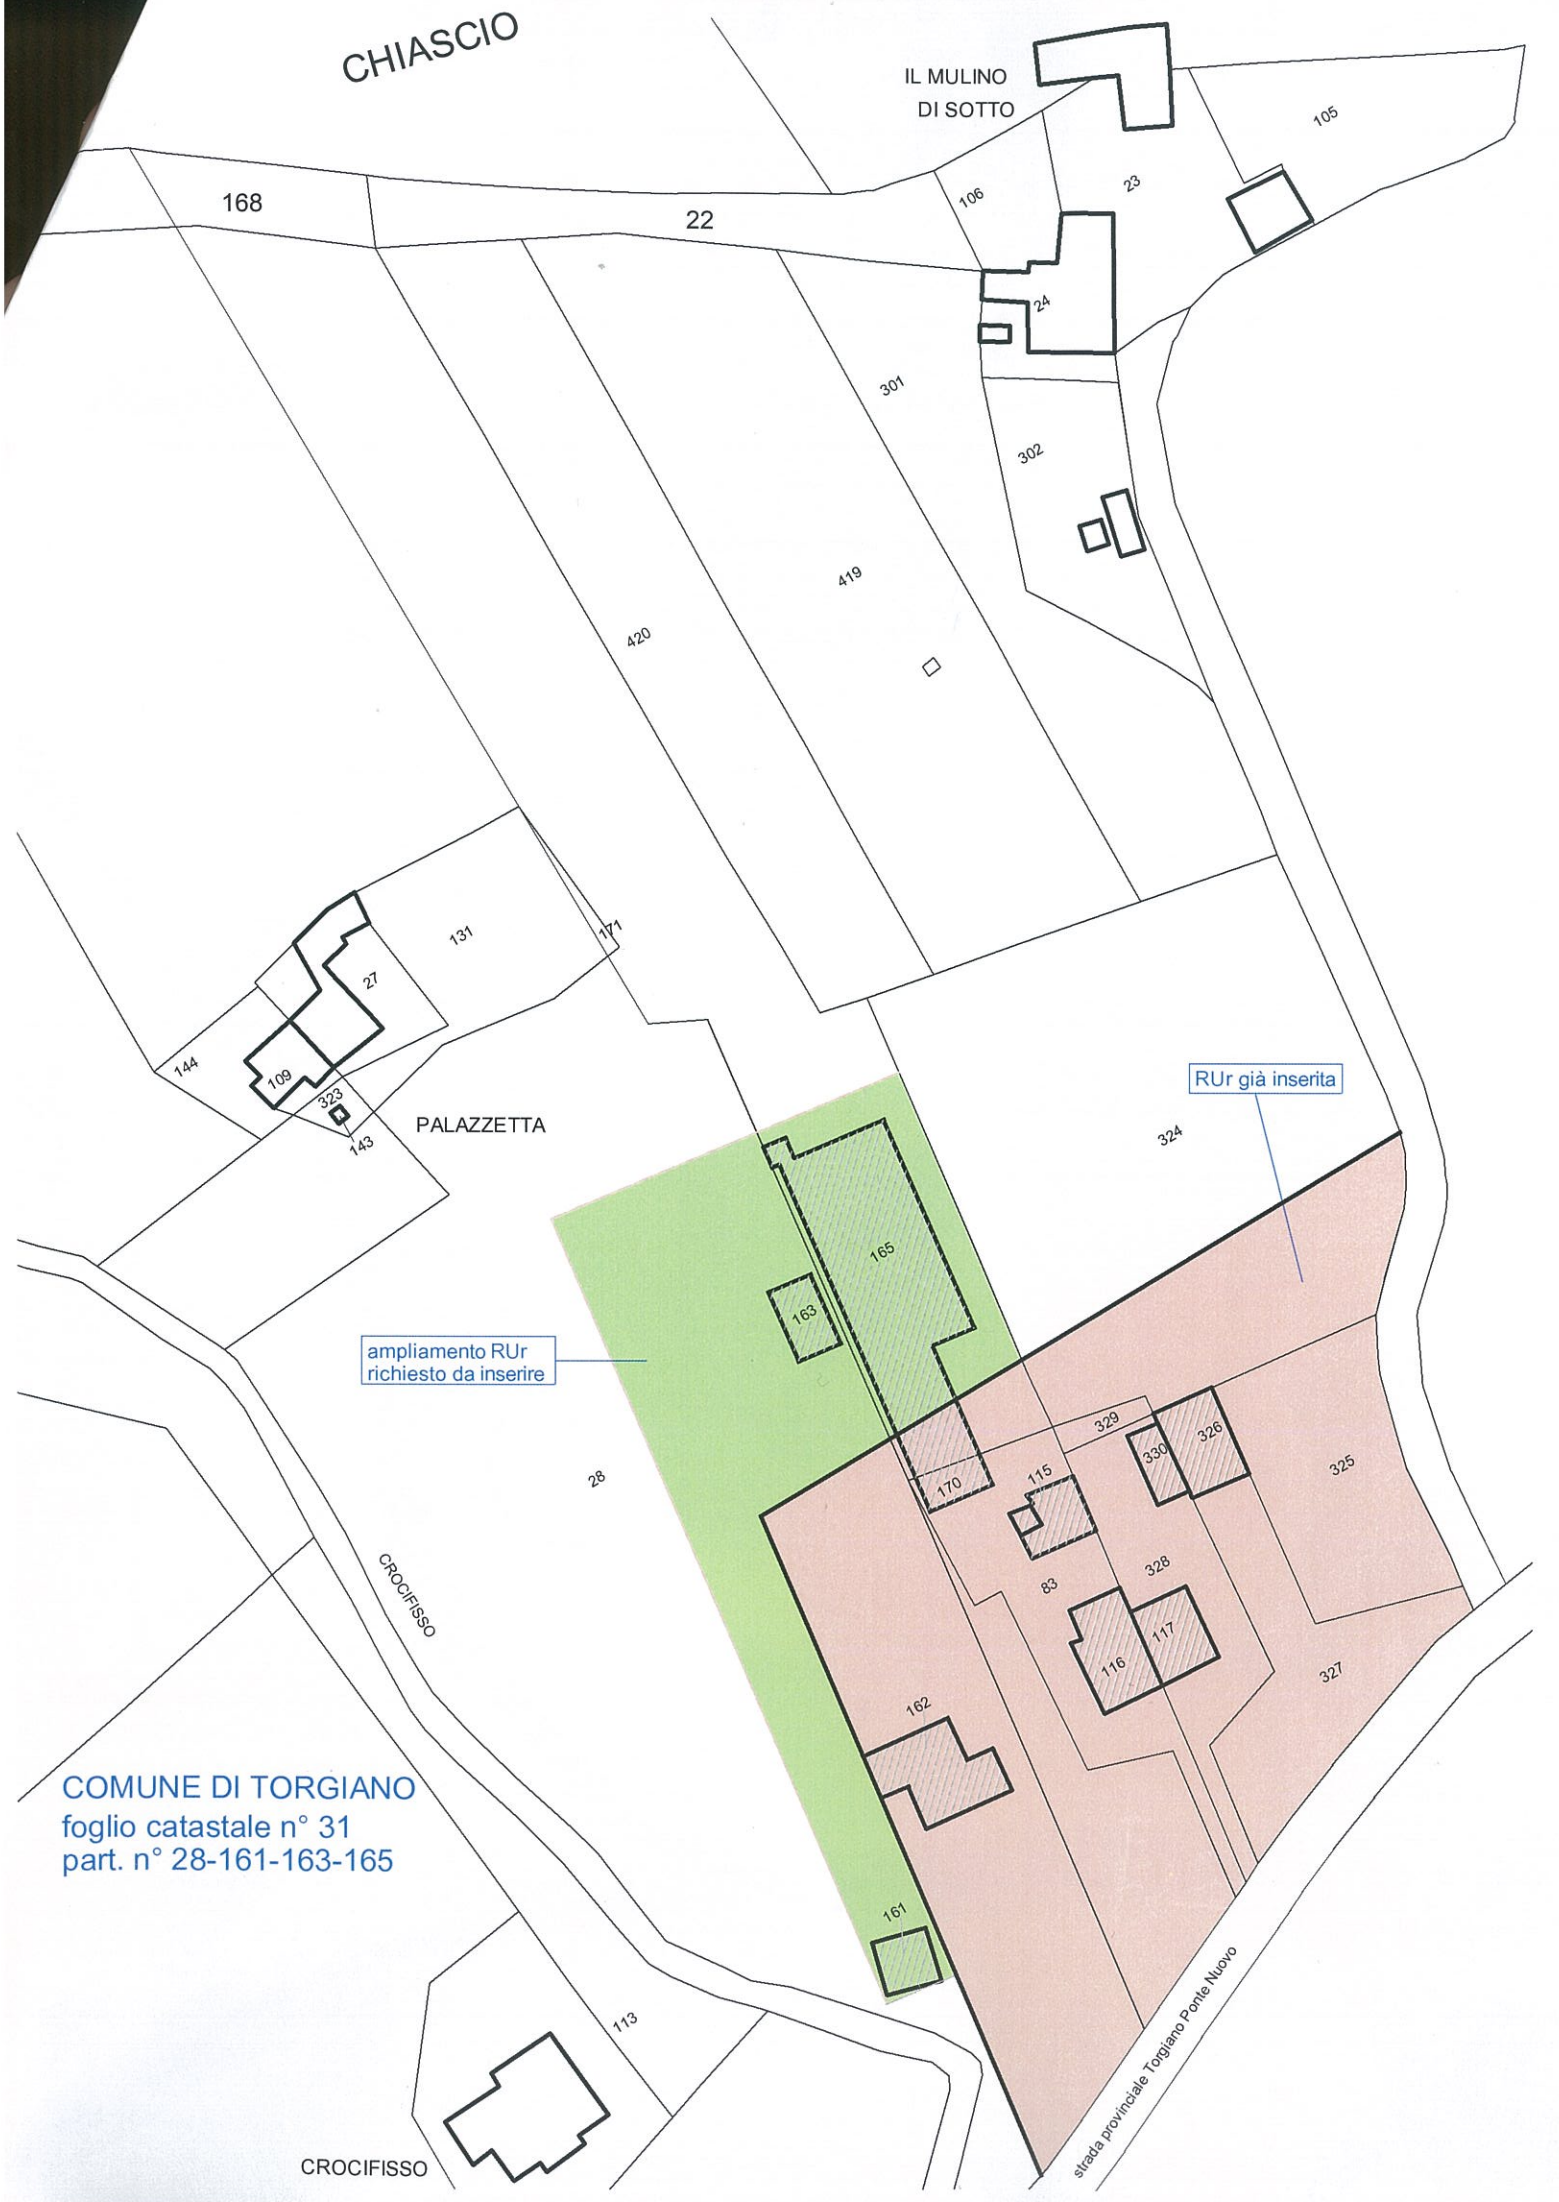 CHIASCIO
IL MULINO
DI SOTTO
105
23
106
168
22
24
301
302
419
420
171
131
27
144
109
323
143
PALAZZETTA
RUr già inserita
324
165
163
ampliamento RUr
richiesto da inserire
329
326
330
325
28
170
115
328
83
CROCIFISSO
117
116
327
162
COMUNE DI TORGIANO
foglio catastale n° 31
part. n° 28-161-163-165
161
113
strada provinciale Torgiano Ponte Nuovo
CROCIFISSO